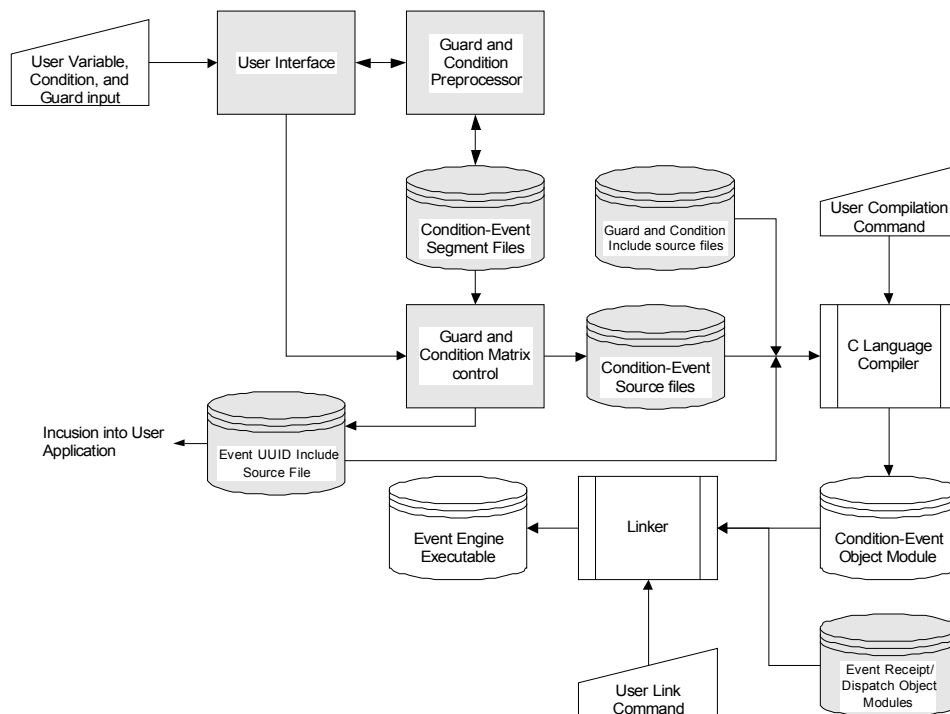 User Variable,
Condition, and
Guard input
User Interface
Guard and
Condition
Preprocessor
Condition-Event
Segment Files
Guard and Condition
Include source files
User Compilation
Command
Guard and
Condition Matrix
control
Condition-Event
Source files
C Language
Compiler
Incusion into User
Application
Event UUID Include
Source File
Event Engine
Executable
Linker
Condition-Event
Object Module
User Link
Command
Event Receipt/
Dispatch Object
Modules